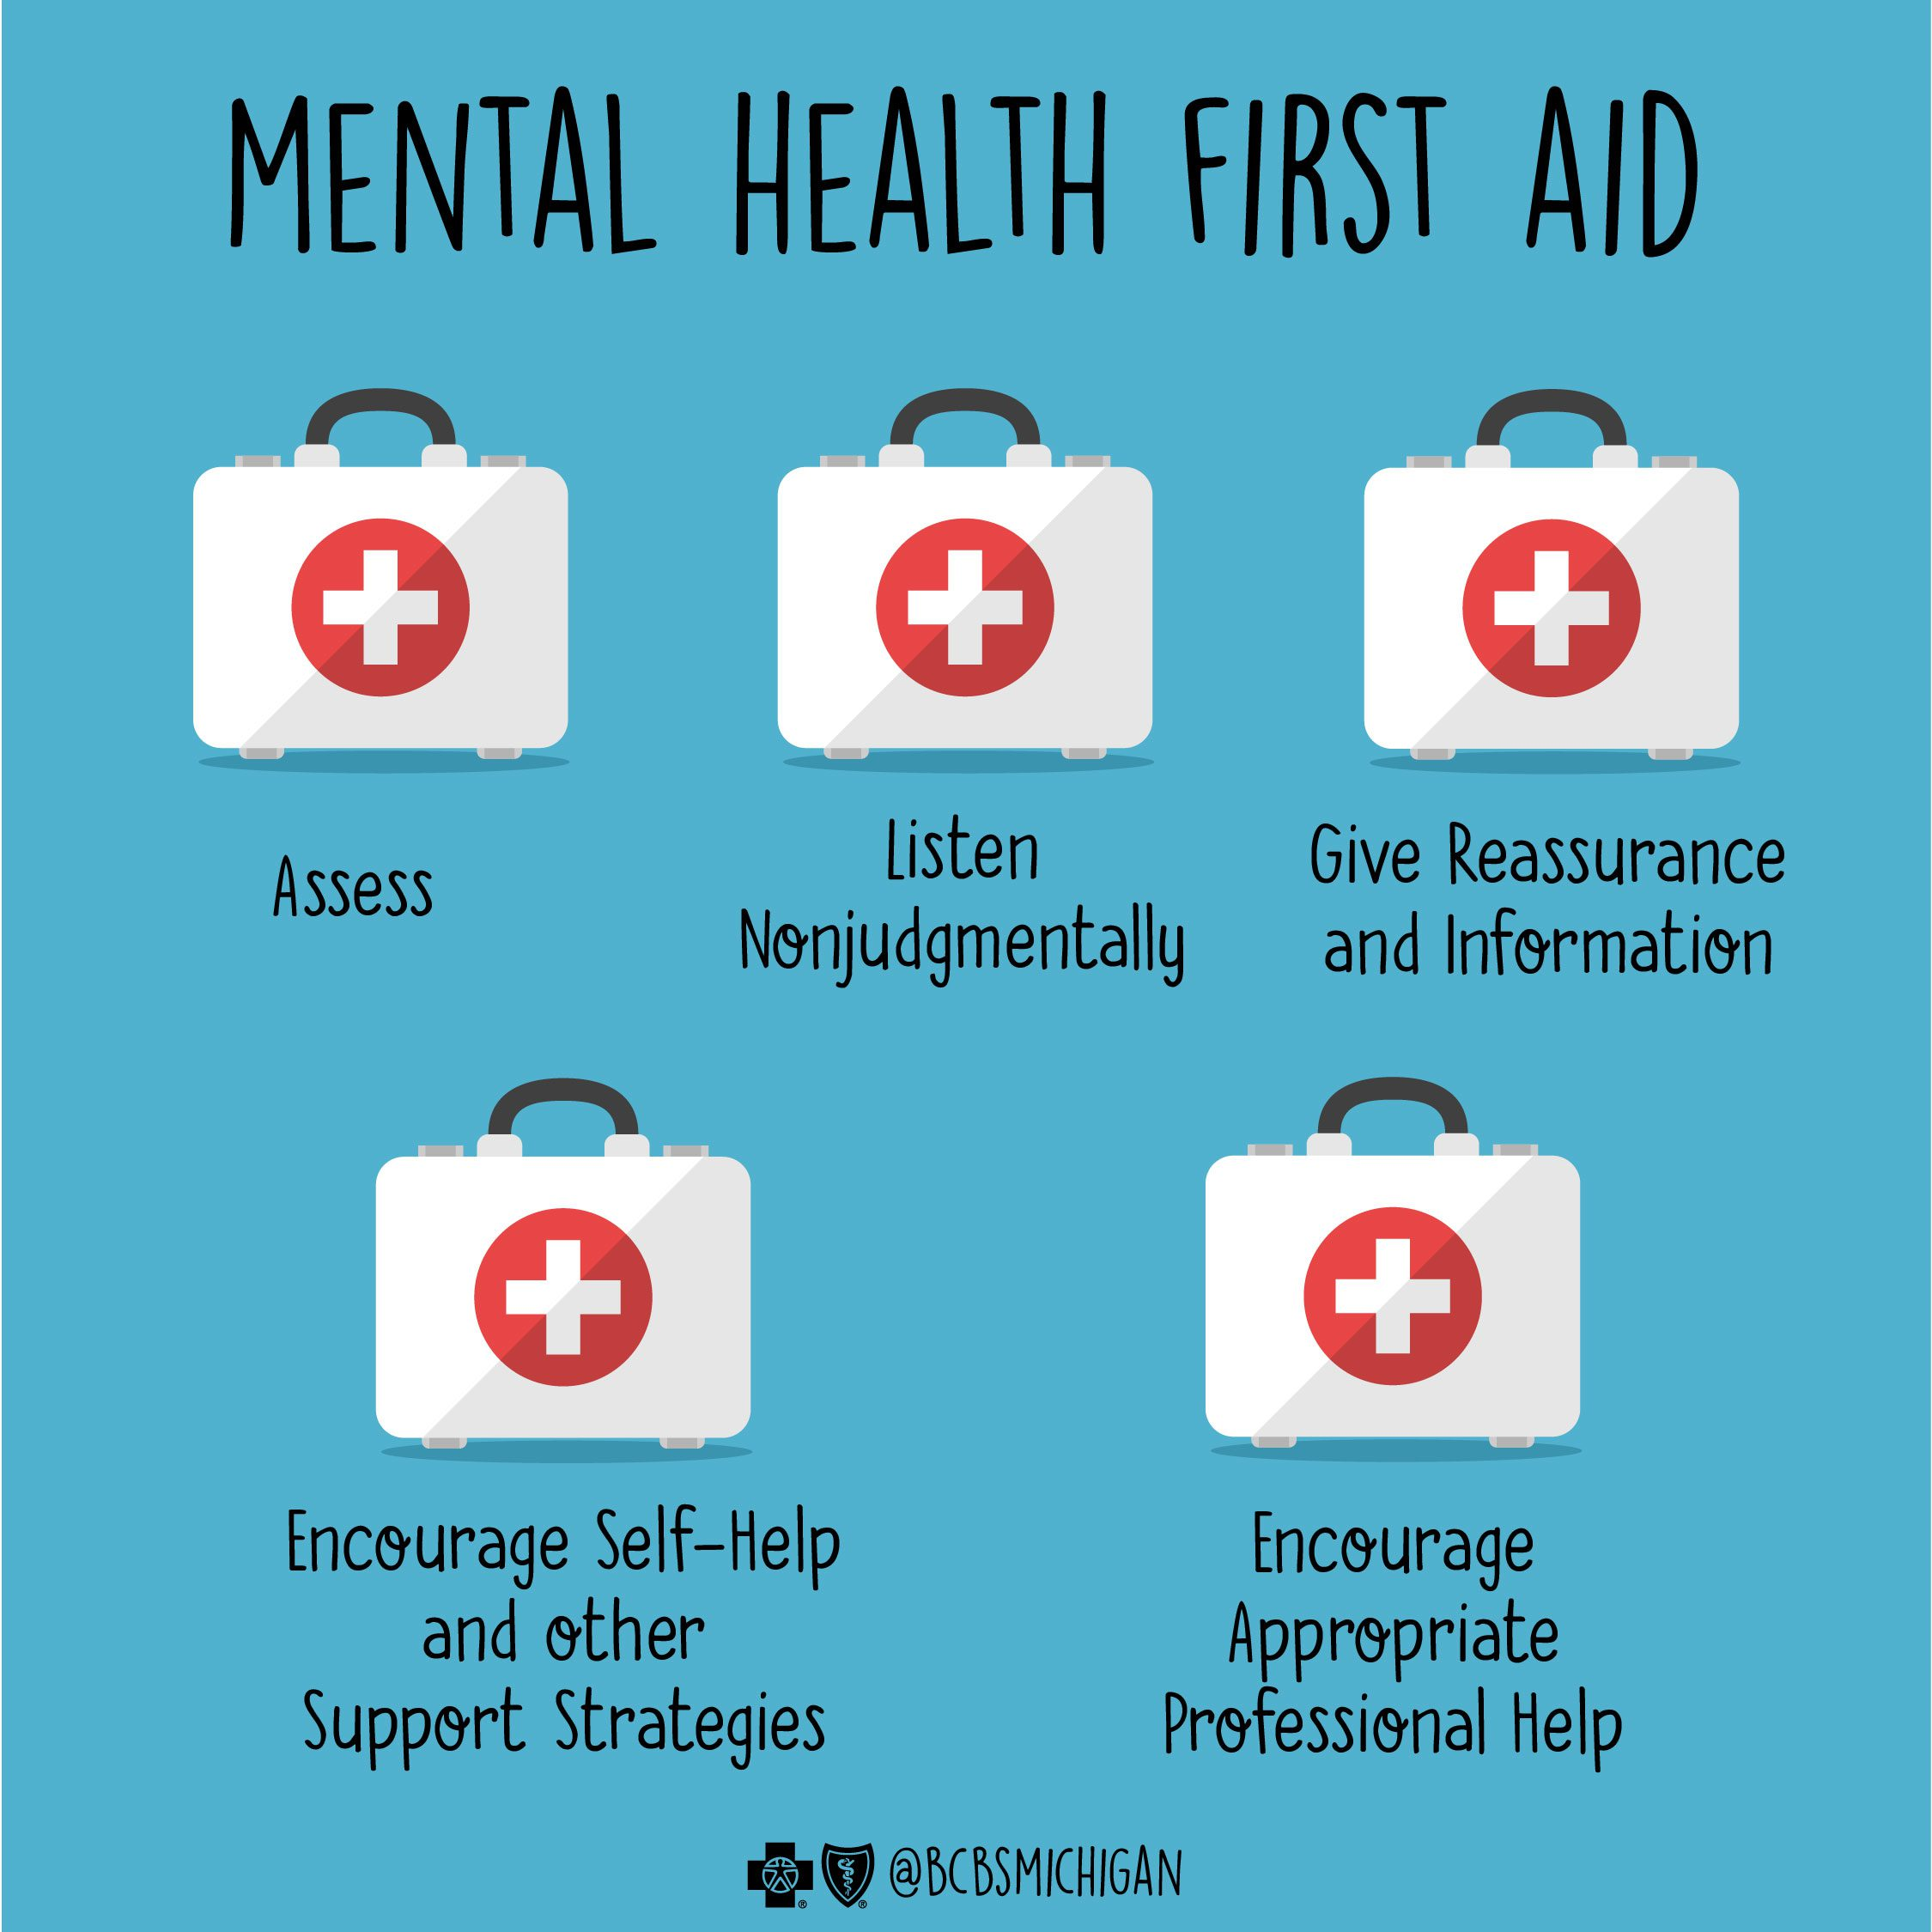 MENTAL HEALTH FIRST AID
Assess
Listen
Nonjudgmentally
Give Reassurance
and Information
Encourage Self-Help
and other
Support Strategies
Encourage
Appropriate
Professional Help
® ® @BCBSMICHIGAN